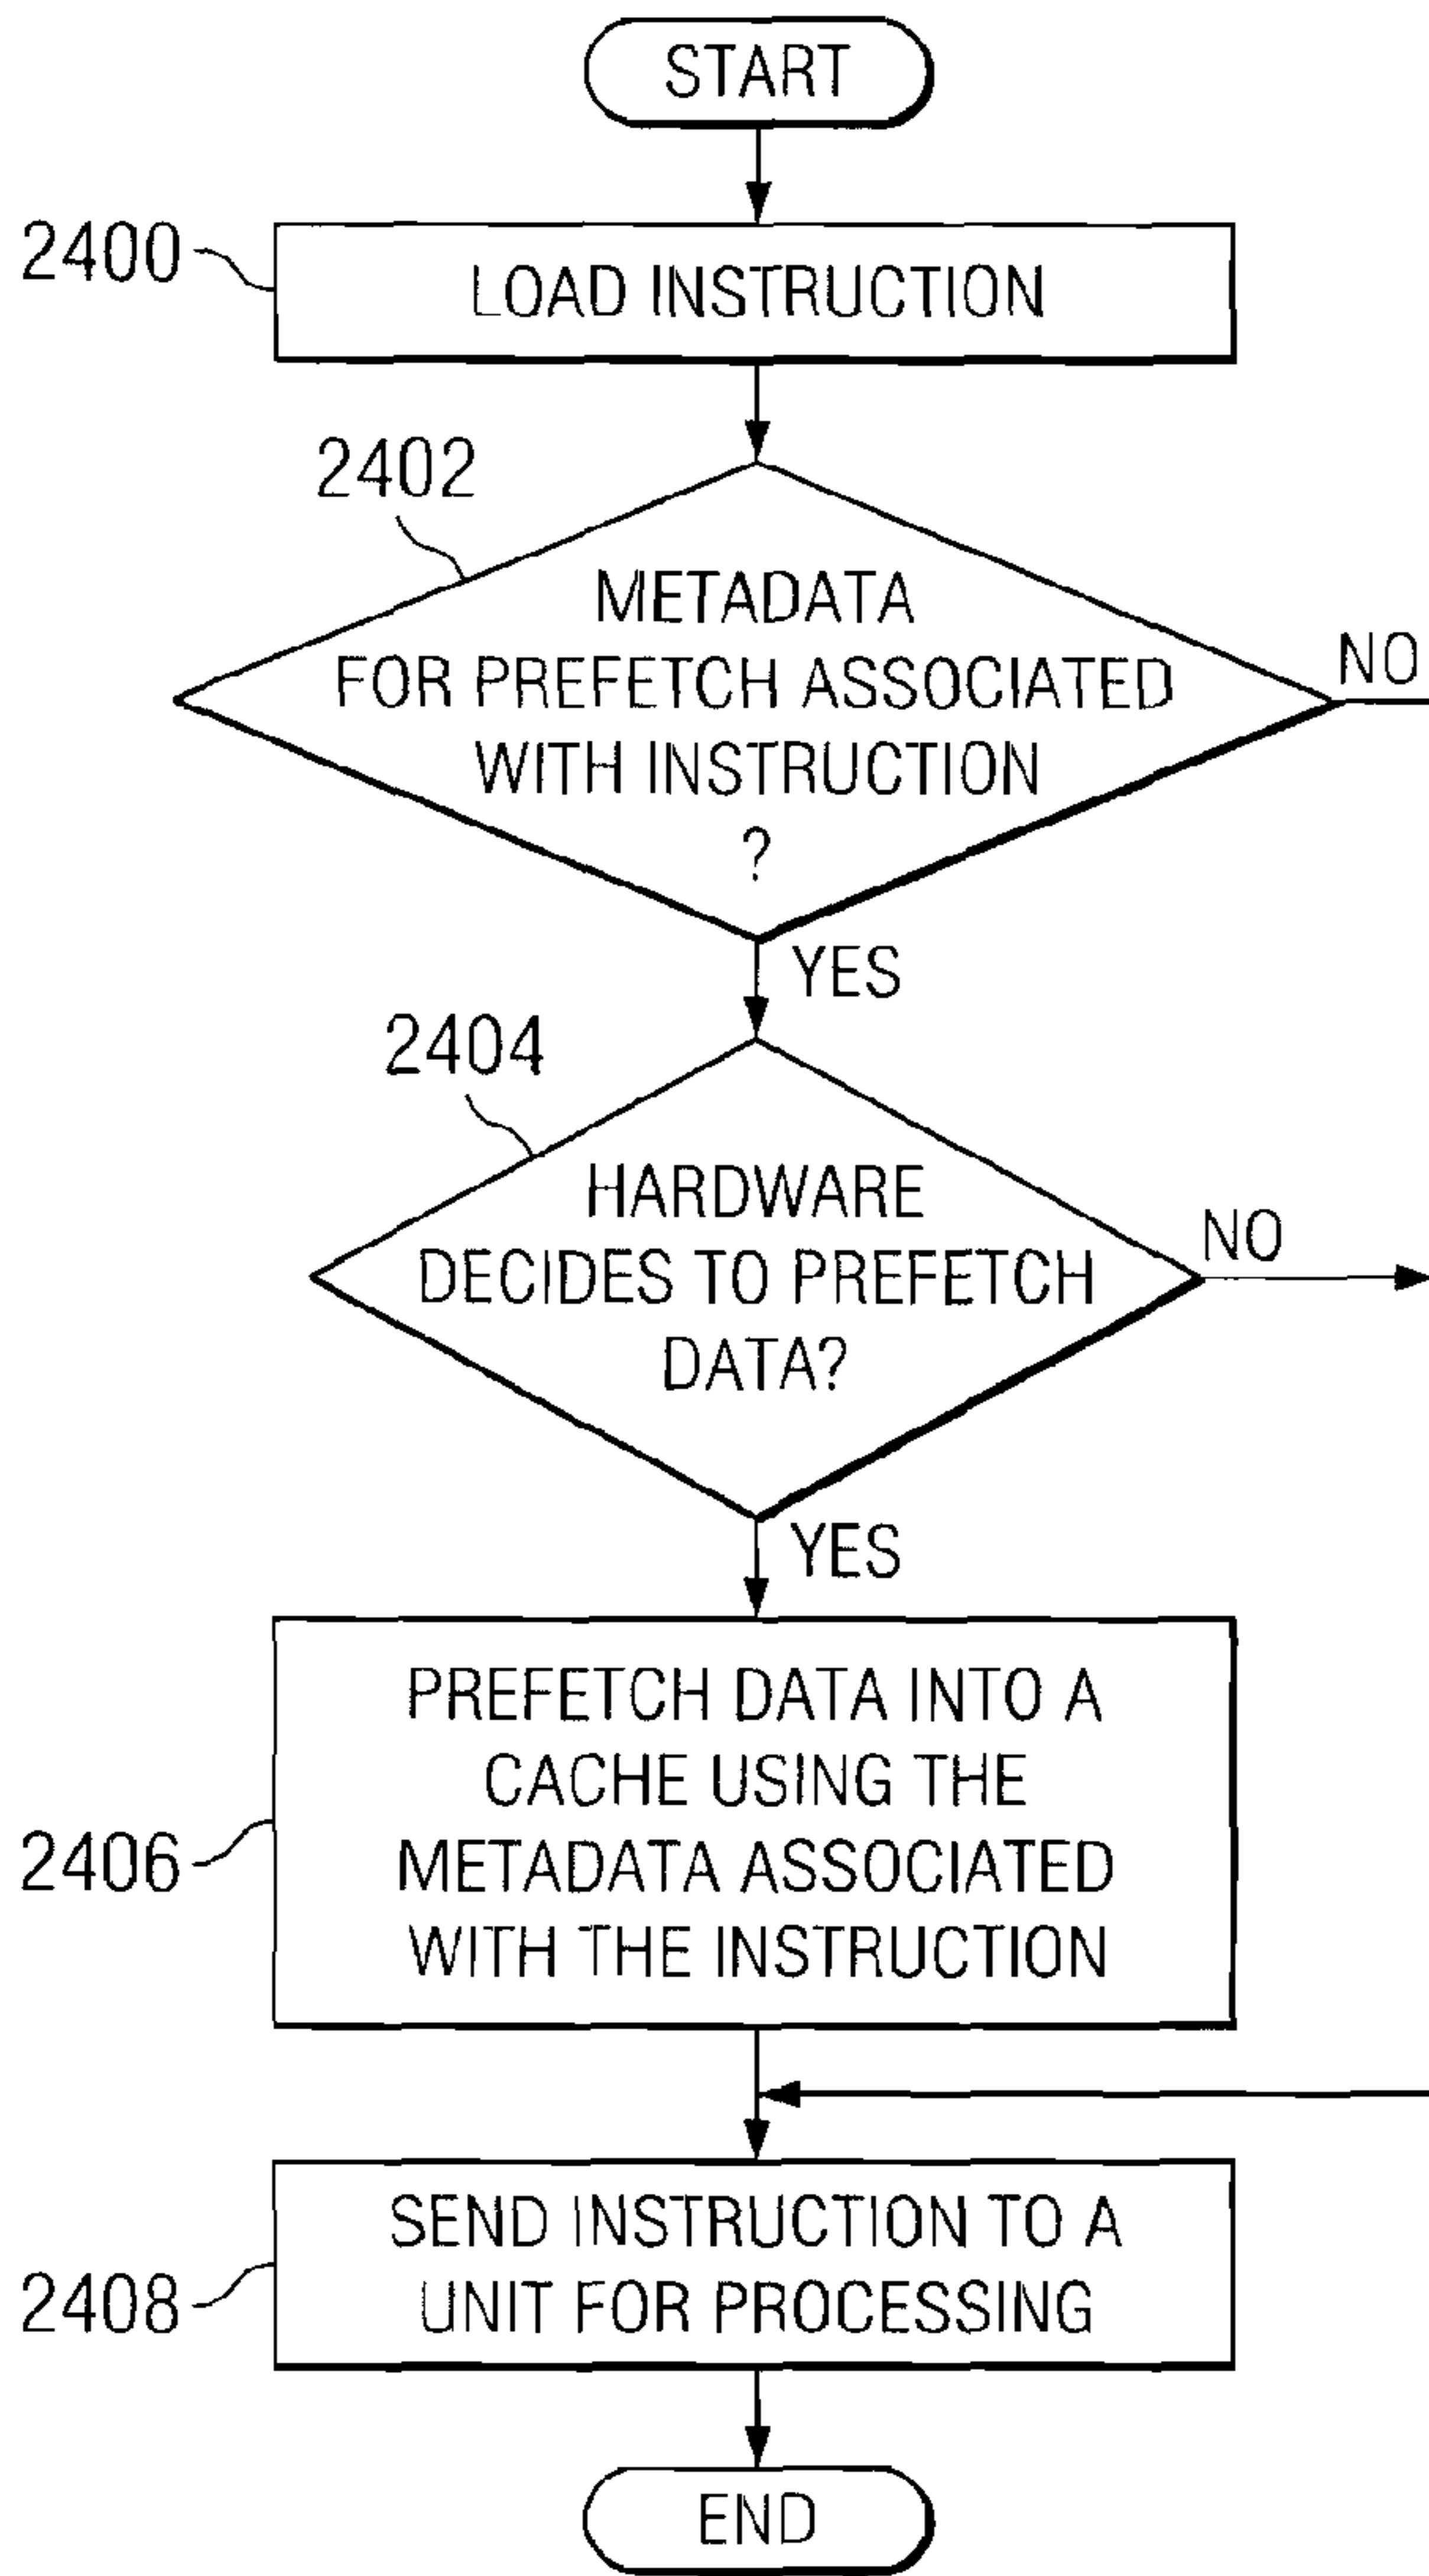 START
2400
LOAD INSTRUCTION
2402
METADATA
FOR PREFETCH ASSOCIATED
WITH INSTRUCTION
?
NO
YES
2404
HARDWARE
DECIDES TO PREFETCH
DATA?
NO
YES
2406
PREFETCH DATA INTO A
CACHE USING THE
METADATA ASSOCIATED
WITH THE INSTRUCTION
2408
SEND INSTRUCTION TO A
UNIT FOR PROCESSING
END